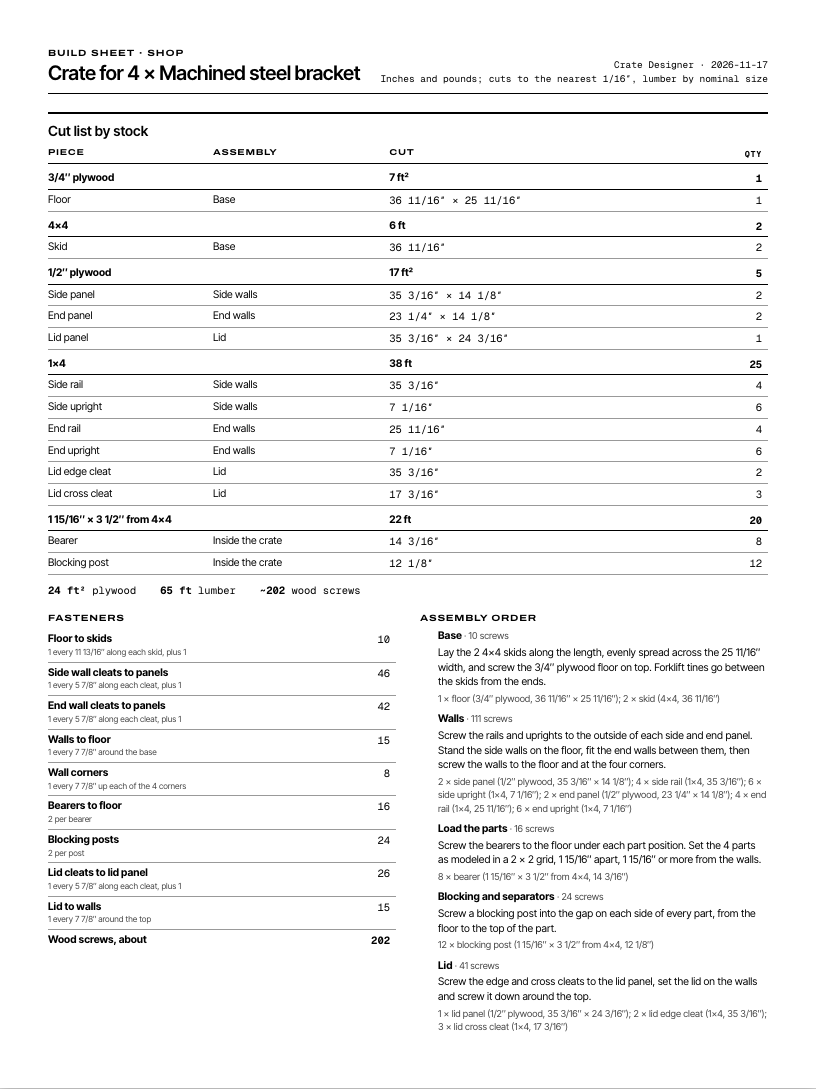 BUILD SHEET · SHOP
Crate for 4 × Machined steel bracket
Crate Designer · 2026-11-17
Inches and pounds; cuts to the nearest 1/16″, lumber by nominal size
Cut list by stock
PIECE ASSEMBLY CUT QTY
3/4″ plywood 7 ft² 1
Floor Base 36 11/16″ × 25 11/16″ 1
4×4 6 ft 2
Skid Base 36 11/16″ 2
1/2″ plywood 17 ft² 5
Side panel Side walls 35 3/16″ × 14 1/8″ 2
End panel End walls 23 1/4″ × 14 1/8″ 2
Lid panel Lid 35 3/16″ × 24 3/16″ 1
1×4 38 ft 25
Side rail Side walls 35 3/16″ 4
Side upright Side walls 7 1/16″ 6
End rail End walls 25 11/16″ 4
End upright End walls 7 1/16″ 6
Lid edge cleat Lid 35 3/16″ 2
Lid cross cleat Lid 17 3/16″ 3
1 15/16″ × 3 1/2″ from 4×4 22 ft 20
Bearer Inside the crate 14 3/16″ 8
Blocking post Inside the crate 12 1/8″ 12
24 ft² plywood 65 ft lumber ~202 wood screws
FASTENERS
Floor to skids 10
1 every 11 13/16″ along each skid, plus 1
Side wall cleats to panels 46
1 every 5 7/8″ along each cleat, plus 1
End wall cleats to panels 42
1 every 5 7/8″ along each cleat, plus 1
Walls to floor 15
1 every 7 7/8″ around the base
Wall corners 8
1 every 7 7/8″ up each of the 4 corners
Bearers to floor 16
2 per bearer
Blocking posts 24
2 per post
Lid cleats to lid panel 26
1 every 5 7/8″ along each cleat, plus 1
Lid to walls 15
1 every 7 7/8″ around the top
Wood screws, about 202
ASSEMBLY ORDER
Base · 10 screws
Lay the 2 4×4 skids along the length, evenly spread across the 25 11/16″
width, and screw the 3/4″ plywood floor on top. Forklift tines go between
the skids from the ends.
1 × floor (3/4″ plywood, 36 11/16″ × 25 11/16″); 2 × skid (4×4, 36 11/16″)
Walls · 111 screws
Screw the rails and uprights to the outside of each side and end panel.
Stand the side walls on the floor, fit the end walls between them, then
screw the walls to the floor and at the four corners.
2 × side panel (1/2″ plywood, 35 3/16″ × 14 1/8″); 4 × side rail (1×4, 35 3/16″); 6 ×
side upright (1×4, 7 1/16″); 2 × end panel (1/2″ plywood, 23 1/4″ × 14 1/8″); 4 × end
rail (1×4, 25 11/16″); 6 × end upright (1×4, 7 1/16″)
Load the parts · 16 screws
Screw the bearers to the floor under each part position. Set the 4 parts
as modeled in a 2 × 2 grid, 1 15/16″ apart, 1 15/16″ or more from the walls.
8 × bearer (1 15/16″ × 3 1/2″ from 4×4, 14 3/16″)
Blocking and separators · 24 screws
Screw a blocking post into the gap on each side of every part, from the
floor to the top of the part.
12 × blocking post (1 15/16″ × 3 1/2″ from 4×4, 12 1/8″)
Lid · 41 screws
Screw the edge and cross cleats to the lid panel, set the lid on the walls
and screw it down around the top.
1 × lid panel (1/2″ plywood, 35 3/16″ × 24 3/16″); 2 × lid edge cleat (1×4, 35 3/16″);
3 × lid cross cleat (1×4, 17 3/16″)